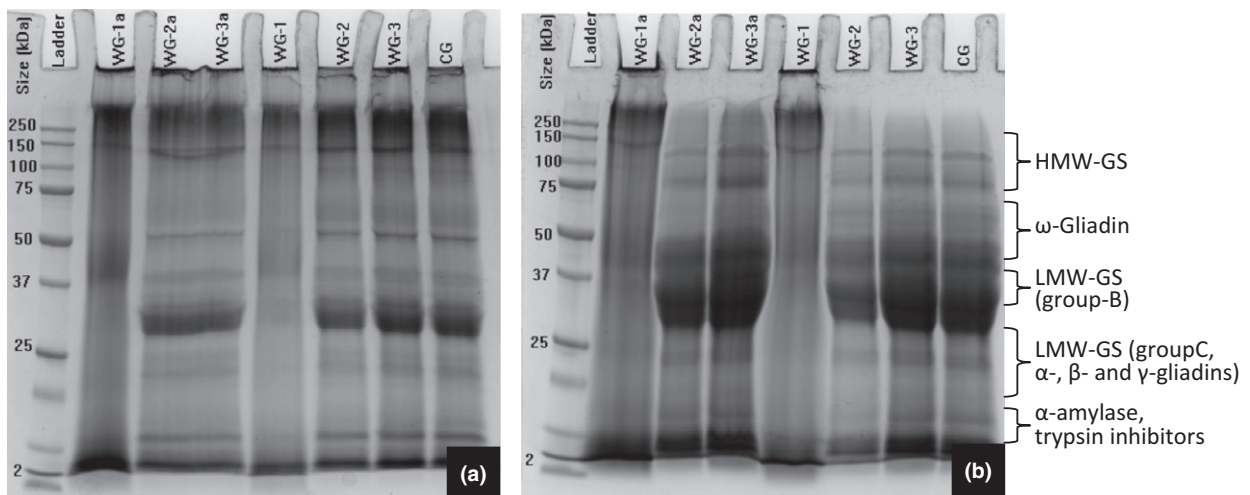 Size (kDa)
Ladder
WG-1a
WG-2a
WG-3a
WG-1
WG-2
WG-3
CG
250
150
100
75
50
37
25
2
(a)
Size (kDa)
Ladder
WG-1a
WG-2a
WG-3a
WG-1
WG-2
WG-3
CG
250
150
100
75
50
37
25
2
(b)
HMW-GS
ω-Gliadin
LMW-GS
(group-B)
LMW-GS (groupC,
α-, β- and γ-gliadins)
α-amylase,
trypsin inhibitors